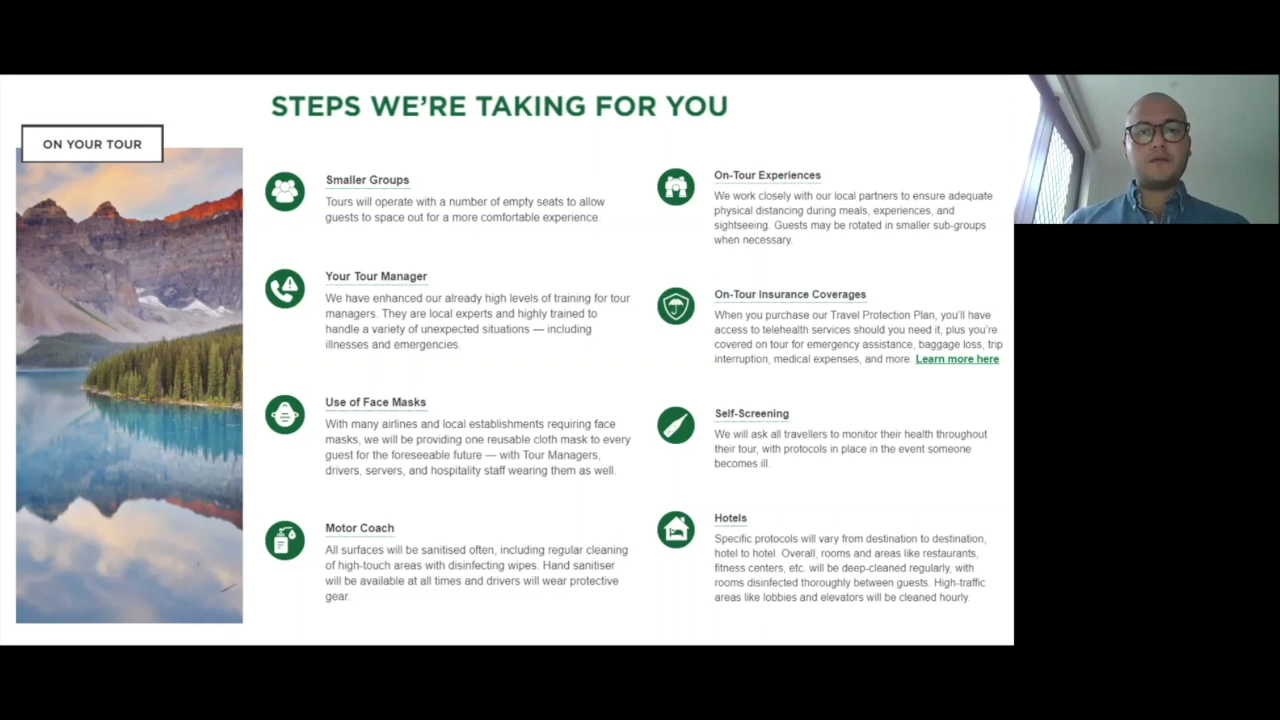 STEPS WE'RE TAKING FOR YOU
ON YOUR TOUR
Smaller Groups
Tours will operate with a number of empty seats to allow
guests to space out for a more comfortable experience.
Your Tour Manager
We have enhanced our already high levels of training for tour
managers. They are local experts and highly trained to
handle a variety of unexpected situations — including
illnesses and emergencies.
Use of Face Masks
With many airlines and local establishments requiring face
masks, we will be providing one reusable cloth mask to every
guest for the foreseeable future — with Tour Managers,
drivers, servers, and hospitality staff wearing them as well.
Motor Coach
All surfaces will be sanitised often, including regular cleaning
of high-touch areas with disinfecting wipes. Hand sanitiser
will be available at all times and drivers will wear protective
gear.
On-Tour Experiences
We work closely with our local partners to ensure adequate
physical distancing during meals, experiences, and
sightseeing. Guests may be rotated in smaller sub-groups
when necessary.
On-Tour Insurance Coverages
When you purchase our Travel Protection Plan, you'll have
access to telehealth services should you need it, plus you're
covered on tour for emergency assistance, baggage loss, trip
interruption, medical expenses, and more. Learn more here
Self-Screening
We will ask all travellers to monitor their health throughout
their tour, with protocols in place in the event someone
becomes ill.
Hotels
Specific protocols will vary from destination to destination,
hotel to hotel. Overall, rooms and areas like restaurants,
fitness centers, etc. will be deep-cleaned regularly, with
rooms disinfected thoroughly between guests. High-traffic
areas like lobbies and elevators will be cleaned hourly.